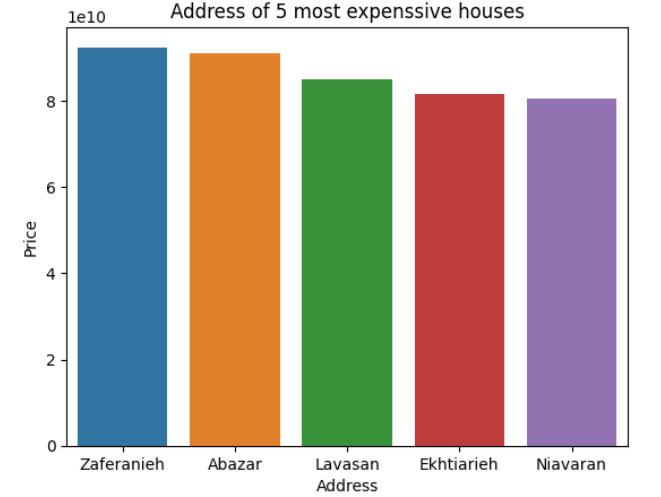 Address of 5 most expenssive houses
1e10
8
6
4
2
0
Price
Zaferanieh Abazar Lavasan Ekhtiarieh Niavaran
Address